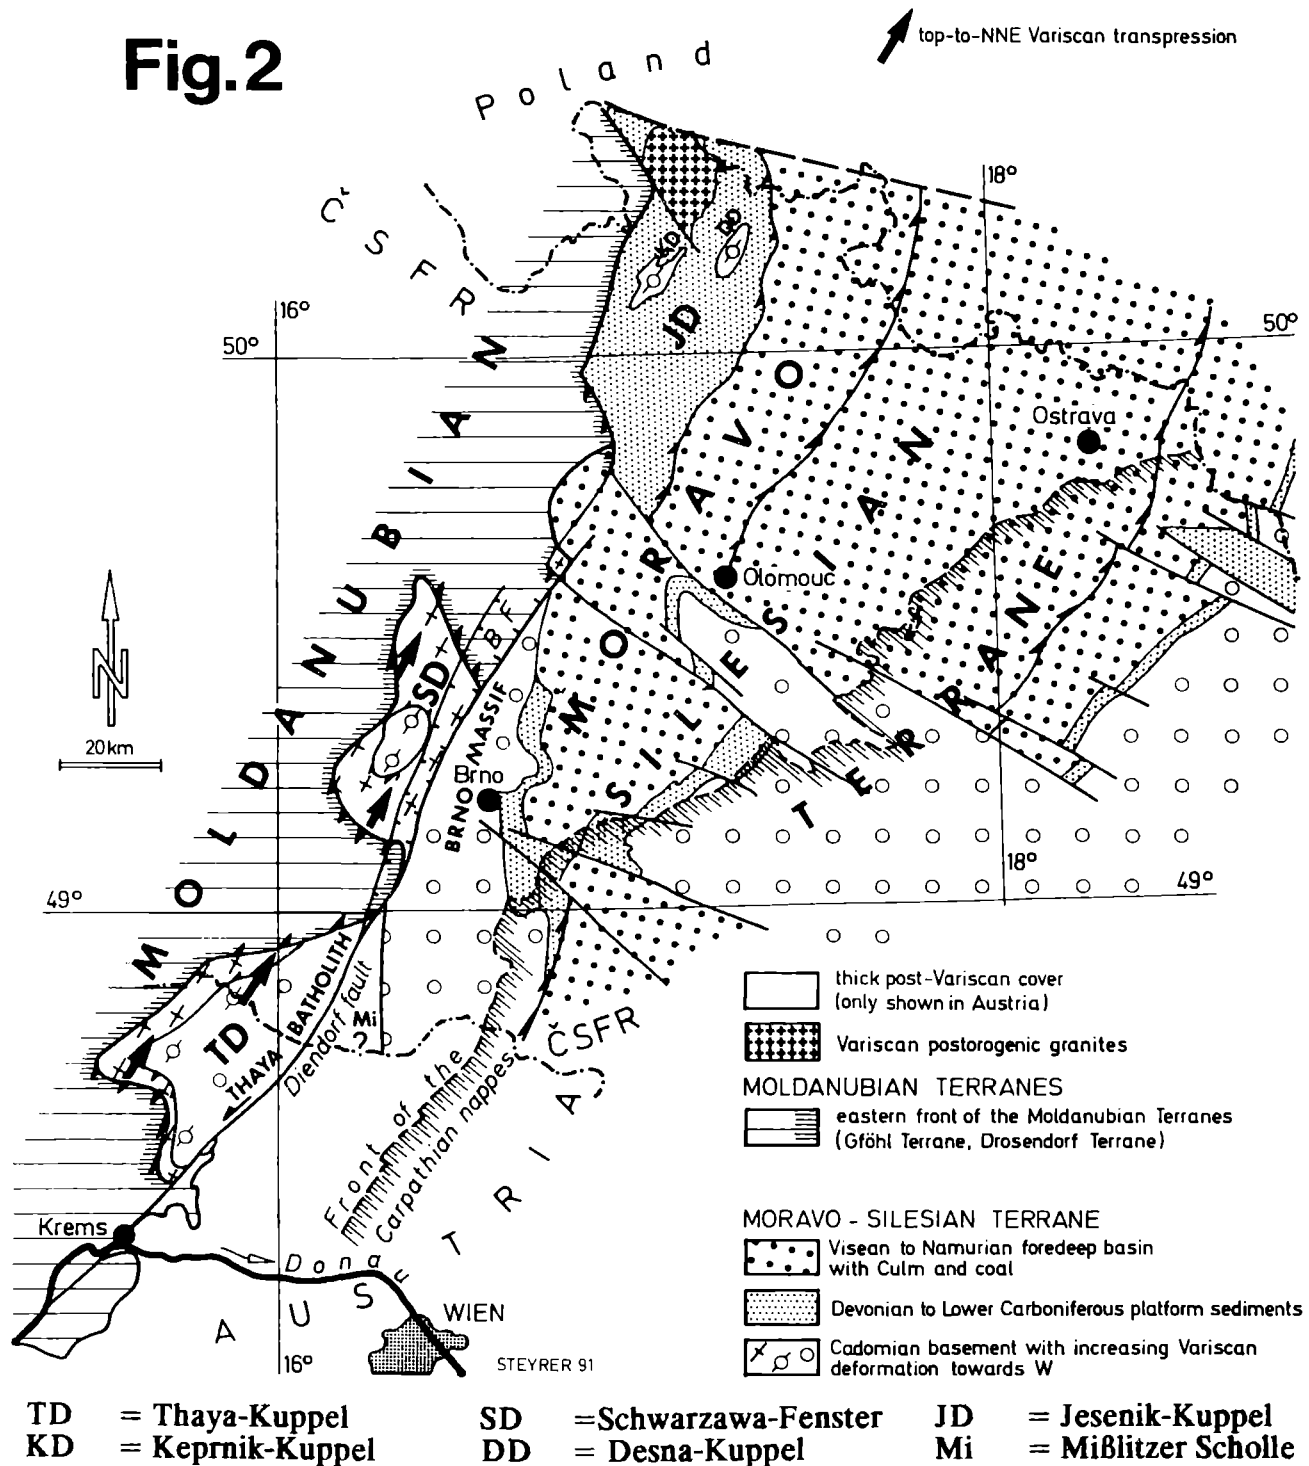 Fig.2
top-to-NNE Variscan transpression
Poland
ČSFR
18°
16°
50°
50°
KD
DD
JD
MOLDANUBIAN
MORAVO
SILESIAN
TERRANE
Ostrava
Olomouc
N
20km
SD
BF
BRNO MASSIF
Brno
49°
18°
49°
TD
THAYA BATHOLITH
Diendorf fault
Mi
?
ČSFR
Front of the
Carpathian nappes
Krems
Donau
AUSTRIA
WIEN
16°
STEYRER 91
thick post-Variscan cover
(only shown in Austria)
Variscan postorogenic granites
MOLDANUBIAN TERRANES
eastern front of the Moldanubian Terranes
(Gföhl Terrane, Drosendorf Terrane)
MORAVO - SILESIAN TERRANE
Visean to Namurian foredeep basin
with Culm and coal
Devonian to Lower Carboniferous platform sediments
Cadomian basement with increasing Variscan
deformation towards W
TD = Thaya-Kuppel SD =Schwarzawa-Fenster JD = Jesenik-Kuppel
KD = Keprnik-Kuppel DD = Desna-Kuppel Mi = Mißlitzer Scholle